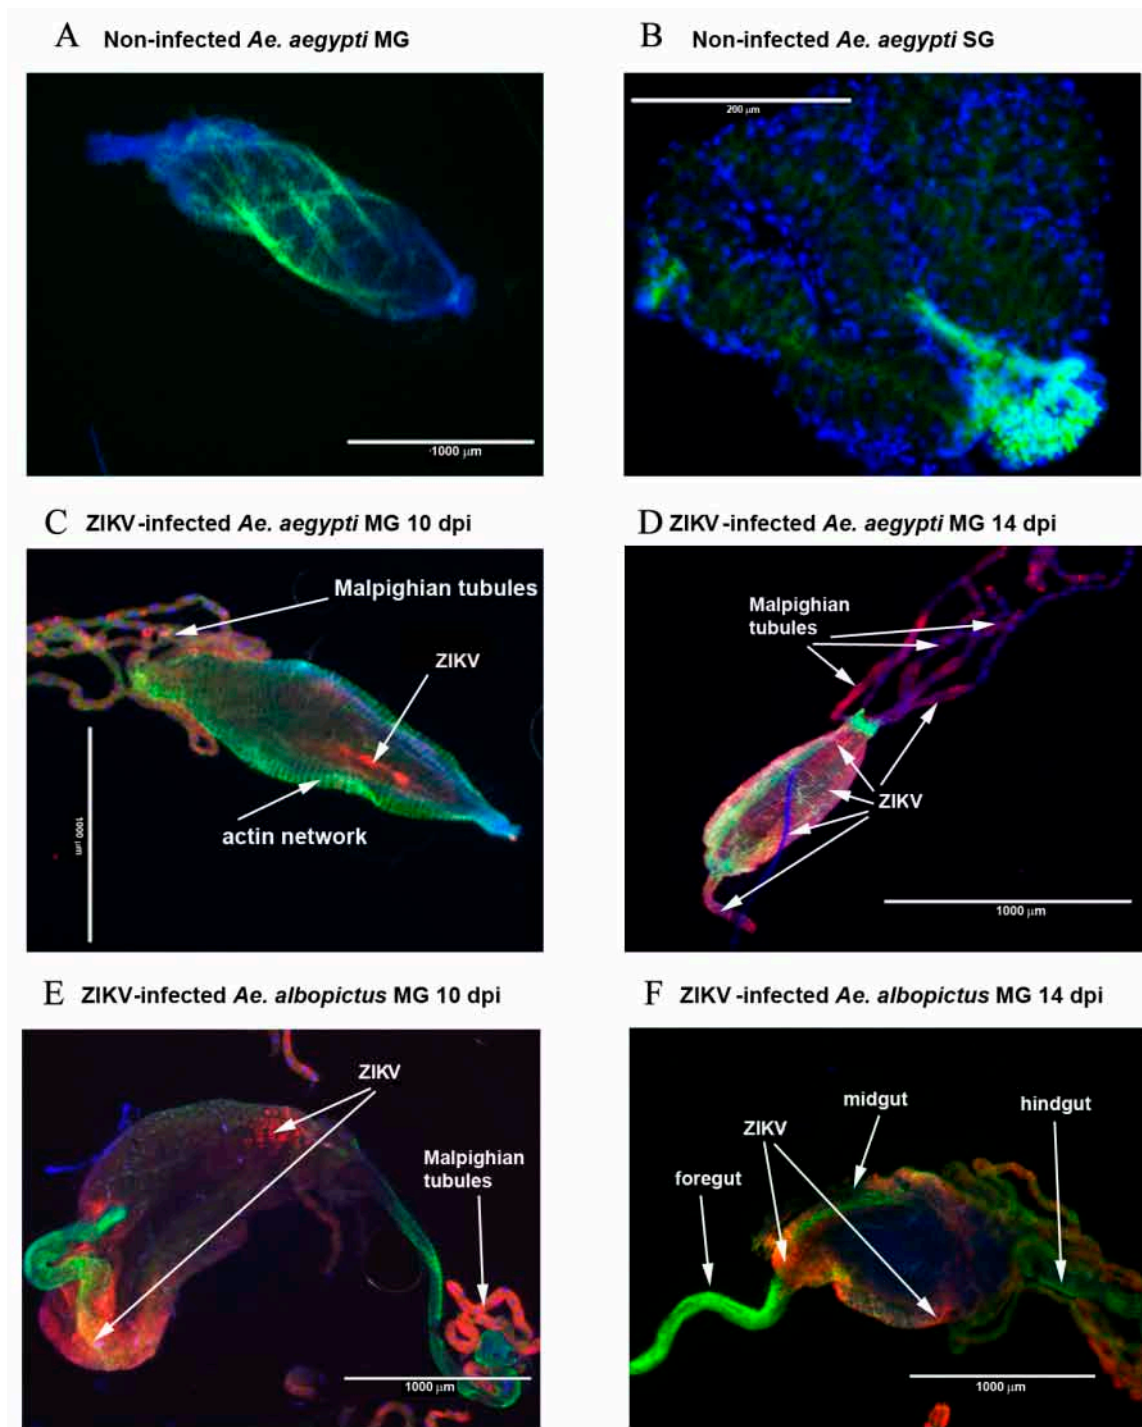 A Non-infected Ae. aegypti MG
B Non-infected Ae. aegypti SG
1000 µm
200 µm
C ZIKV-infected Ae. aegypti MG 10 dpi
D ZIKV-infected Ae. aegypti MG 14 dpi
Malpighian tubules
ZIKV
actin network
1000 µm
Malpighian
tubules
ZIKV
1000 µm
E ZIKV-infected Ae. albopictus MG 10 dpi
F ZIKV-infected Ae. albopictus MG 14 dpi
ZIKV
Malpighian
tubules
1000 µm
midgut
hindgut
ZIKV
foregut
1000 µm